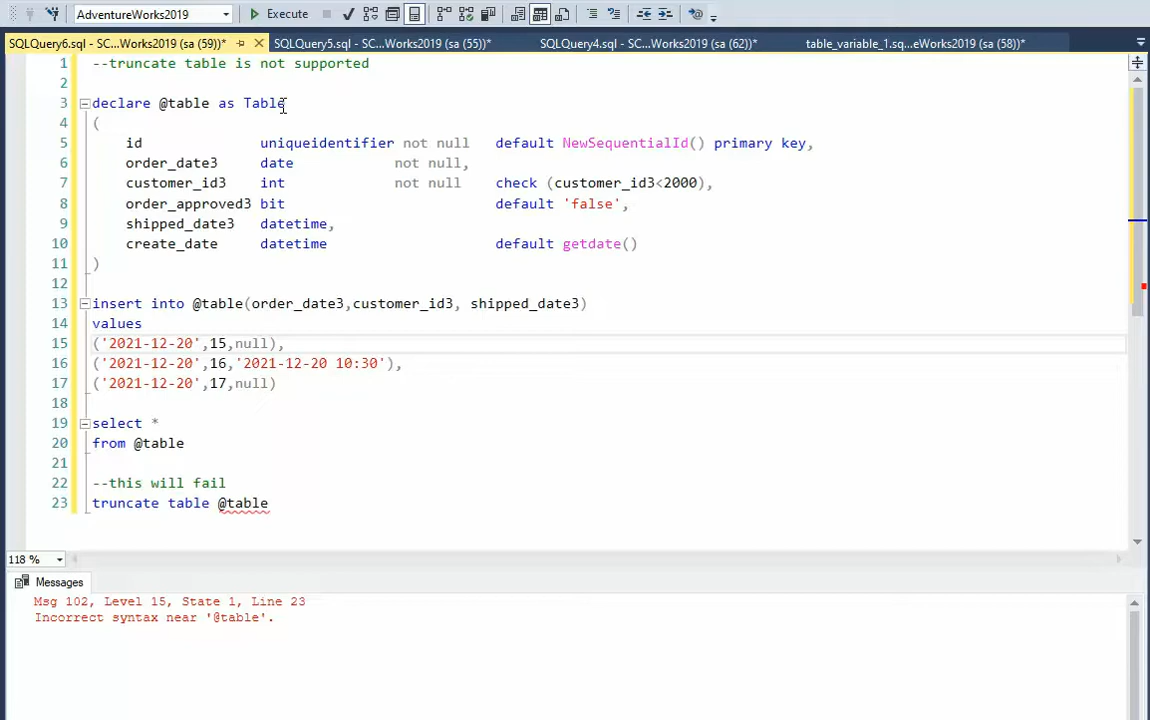 AdventureWorks2019 Execute
SQLQuery6.sql - SC...Works2019 (sa (59))* SQLQuery5.sql - SC...Works2019 (sa (55))* SQLQuery4.sql - SC...Works2019 (sa (62))* table_variable_1.sq...eWorks2019 (sa (58))*
1 --truncate table is not supported
2
3 declare @table as Table
4 (
5 id uniqueidentifier not null default NewSequentialId() primary key,
6 order_date3 date not null,
7 customer_id3 int not null check (customer_id3<2000),
8 order_approved3 bit default 'false',
9 shipped_date3 datetime,
10 create_date datetime default getdate()
11 )
12
13 insert into @table(order_date3,customer_id3, shipped_date3)
14 values
15 ('2021-12-20',15,null),
16 ('2021-12-20',16,'2021-12-20 10:30'),
17 ('2021-12-20',17,null)
18
19 select *
20 from @table
21
22 --this will fail
23 truncate table @table
118 %
Messages
Msg 102, Level 15, State 1, Line 23
Incorrect syntax near '@table'.